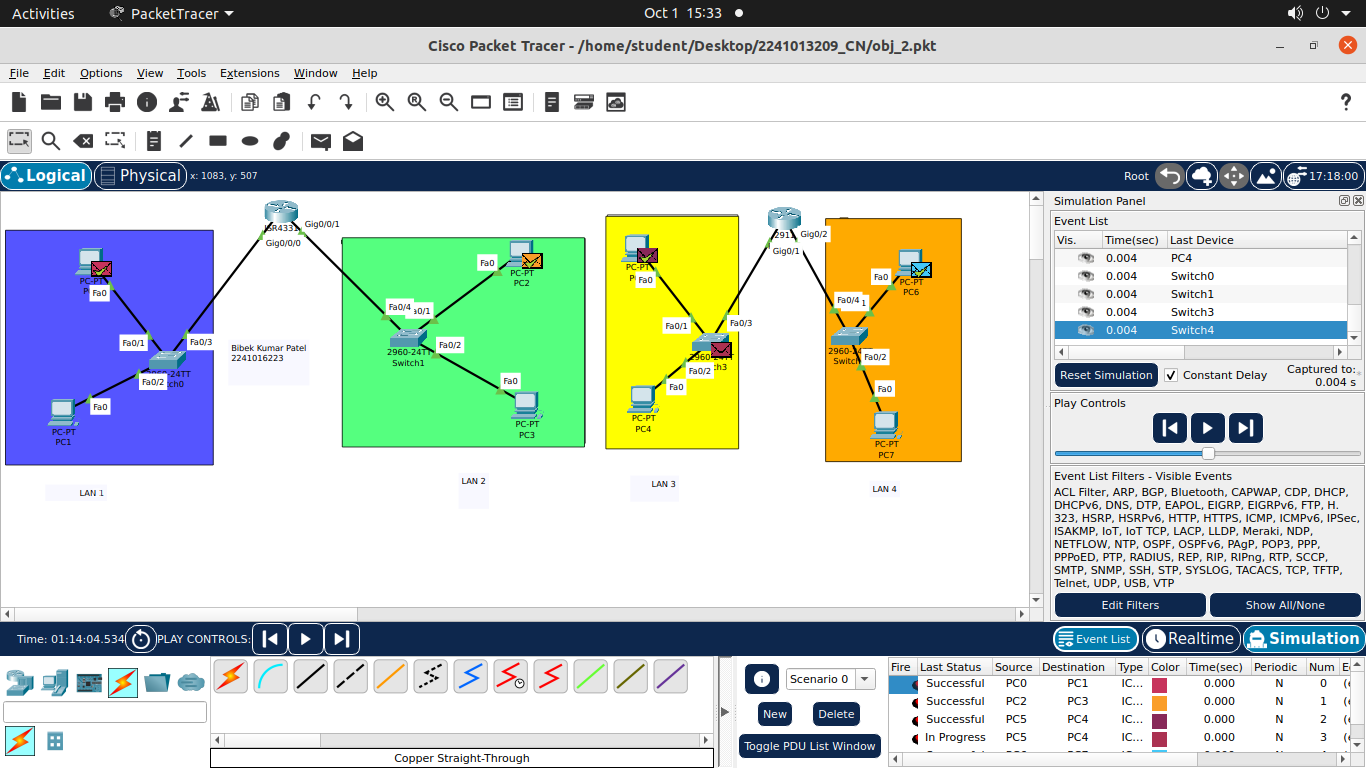 Activities PacketTracer Oct 1 15:33
Cisco Packet Tracer - /home/student/Desktop/2241013209_CN/obj_2.pkt
File Edit Options View Tools Extensions Window Help
Logical Physical x: 1083, y: 507 Root 17:18:00
ISR4331
Gig0/0/1
Gig0/0/0
PC-PT
Fa0
Fa0/1
Fa0/3
2960-24TT
Fa0/2
Fa0
PC-PT
PC1
LAN 1
Bibek Kumar Patel
2241016223
Fa0
PC-PT
PC2
Fa0/4
Fa0/2
2960-24TT
Switch1
Fa0
PC-PT
PC3
LAN 2
PC-PT
Fa0
Fa0/1
Fa0/3
2960-24TT
Fa0/2
Fa0
PC-PT
PC4
LAN 3
2911
Gig0/2
Gig0/1
Fa0
PC-PT
PC6
Fa0/4
Fa0/2
Fa0
PC-PT
PC7
LAN 4
Simulation Panel
Event List
Vis. Time(sec) Last Device
0.004 PC4
0.004 Switch0
0.004 Switch1
0.004 Switch3
0.004 Switch4
Reset Simulation Constant Delay Captured to:
0.004 s
Play Controls
Event List Filters - Visible Events
ACL Filter, ARP, BGP, Bluetooth, CAPWAP, CDP, DHCP,
DHCPv6, DNS, DTP, EAPOL, EIGRP, EIGRPv6, FTP, H.
323, HSRP, HSRPv6, HTTP, HTTPS, ICMP, ICMPv6, IPSec,
ISAKMP, IoT, IoT TCP, LACP, LLDP, Meraki, NDP,
NETFLOW, NTP, OSPF, OSPFv6, PAgP, POP3, PPP,
PPPoED, PTP, RADIUS, REP, RIP, RIPng, RTP, SCCP,
SMTP, SNMP, SSH, STP, SYSLOG, TACACS, TCP, TFTP,
Telnet, UDP, USB, VTP
Edit Filters Show All/None
Time: 01:14:04.534 PLAY CONTROLS: Event List Realtime Simulation
Copper Straight-Through
Scenario 0
New Delete
Toggle PDU List Window
Fire Last Status Source Destination Type Color Time(sec) Periodic Num
Successful PC0 PC1 IC... 0.000 N 0
Successful PC2 PC3 IC... 0.000 N 1
Successful PC5 PC4 IC... 0.000 N 2
In Progress PC5 PC4 IC... 0.000 N 3